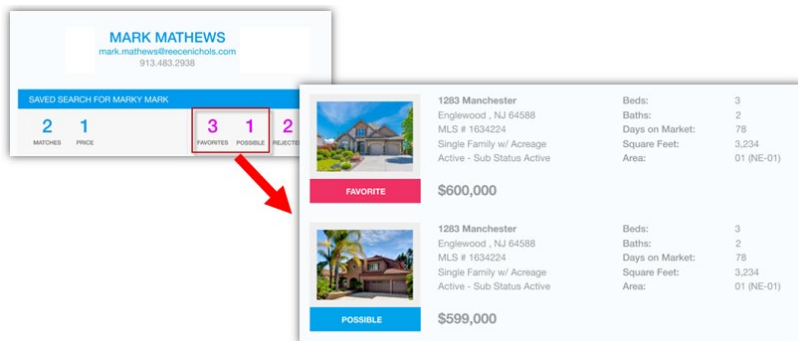 MARK MATHEWS
mark.mathews@reecenichols.com
913.483.2938
SAVED SEARCH FOR MARKY MARK
2 1 3 1 2
MATCHES PRICE FAVORITES POSSIBLE REJECTE
1283 Manchester Beds: 3
Englewood , NJ 64588 Baths: 2
MLS # 1634224 Days on Market: 78
Single Family w/ Acreage Square Feet: 3,234
Active - Sub Status Active Area: 01 (NE-01)
FAVORITE $600,000
1283 Manchester Beds: 3
Englewood , NJ 64588 Baths: 2
MLS # 1634224 Days on Market: 78
Single Family w/ Acreage Square Feet: 3,234
Active - Sub Status Active Area: 01 (NE-01)
POSSIBLE $599,000